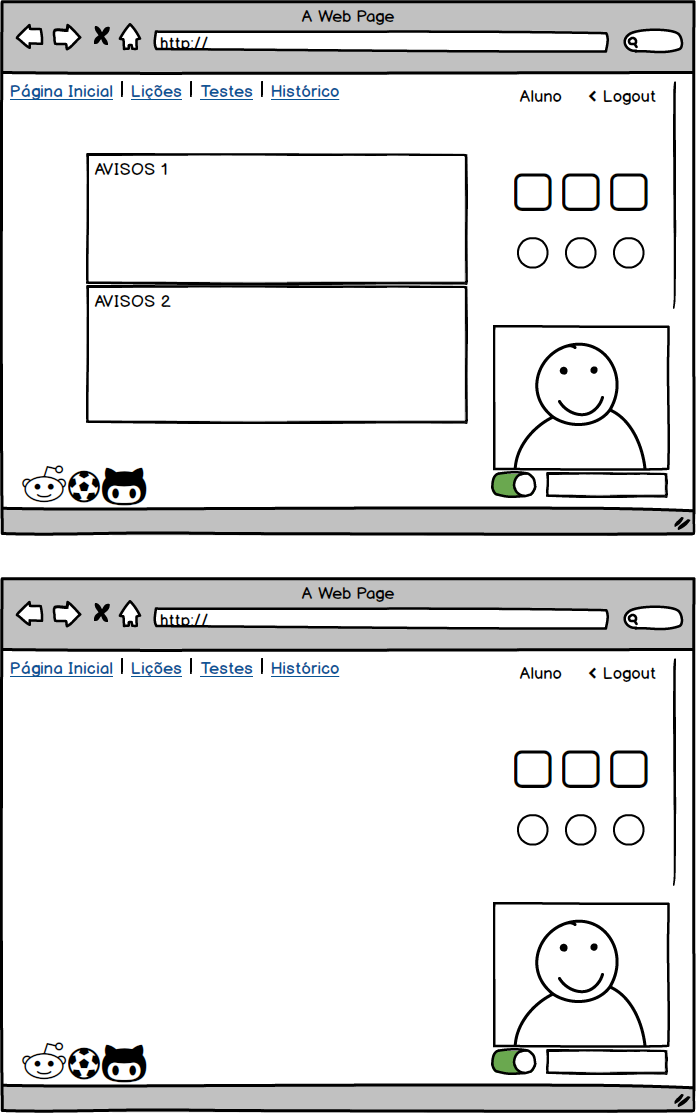 A Web Page
http://
Página Inicial | Lições | Testes | Histórico
Aluno < Logout
AVISOS 1
AVISOS 2
A Web Page
http://
Página Inicial | Lições | Testes | Histórico
Aluno < Logout